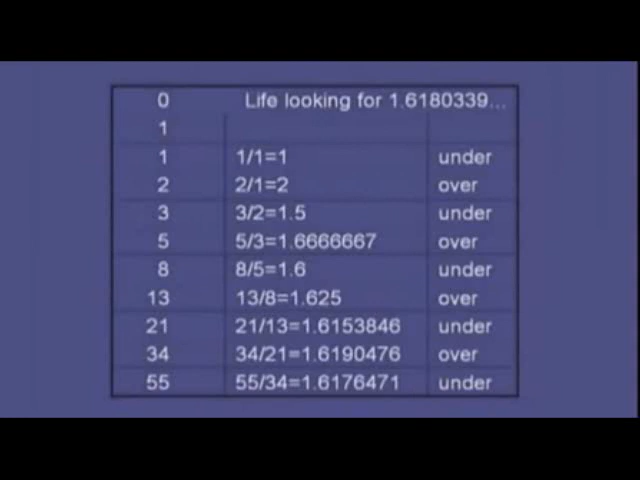 0 Life looking for 1.6180339...
1
1 1/1=1 under
2 2/1=2 over
3 3/2=1.5 under
5 5/3=1.6666667 over
8 8/5=1.6 under
13 13/8=1.625 over
21 21/13=1.6153846 under
34 34/21=1.6190476 over
55 55/34=1.6176471 under